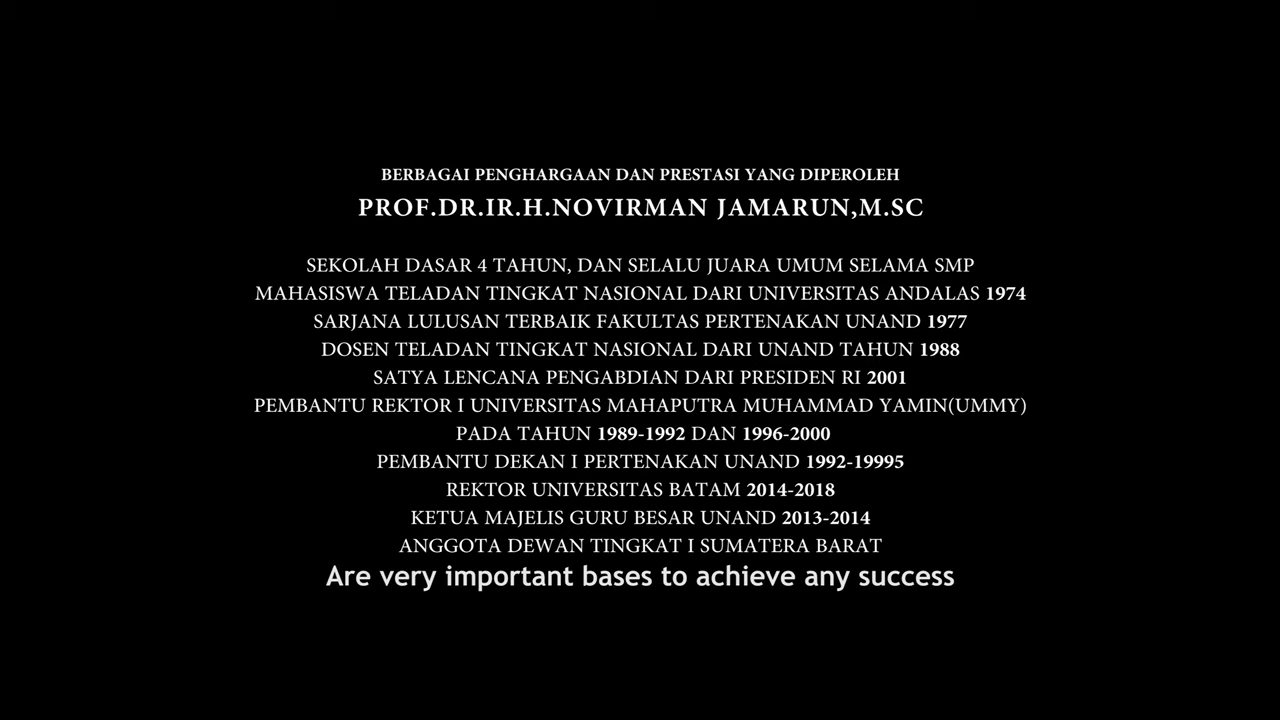 BERBAGAI PENGHARGAAN DAN PRESTASI YANG DIPEROLEH
PROF.DR.IR.H.NOVIRMAN JAMARUN,M.SC
SEKOLAH DASAR 4 TAHUN, DAN SELALU JUARA UMUM SELAMA SMP
MAHASISWA TELADAN TINGKAT NASIONAL DARI UNIVERSITAS ANDALAS 1974
SARJANA LULUSAN TERBAIK FAKULTAS PERTENAKAN UNAND 1977
DOSEN TELADAN TINGKAT NASIONAL DARI UNAND TAHUN 1988
SATYA LENCANA PENGABDIAN DARI PRESIDEN RI 2001
PEMBANTU REKTOR I UNIVERSITAS MAHAPUTRA MUHAMMAD YAMIN(UMMY)
PADA TAHUN 1989-1992 DAN 1996-2000
PEMBANTU DEKAN I PERTENAKAN UNAND 1992-19995
REKTOR UNIVERSITAS BATAM 2014-2018
KETUA MAJELIS GURU BESAR UNAND 2013-2014
ANGGOTA DEWAN TINGKAT I SUMATERA BARAT
Are very important bases to achieve any success